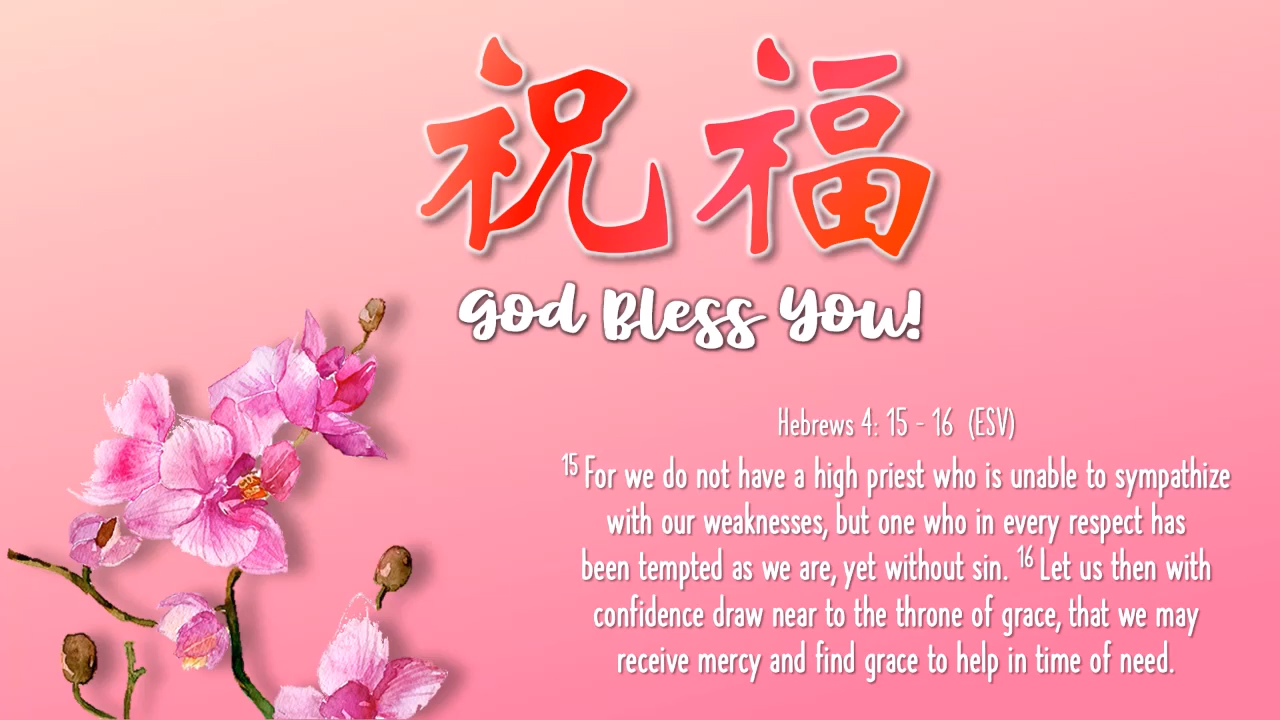 祝福
God Bless You!
Hebrews 4: 15 - 16 (ESV)
15 For we do not have a high priest who is unable to sympathize
with our weaknesses, but one who in every respect has
been tempted as we are, yet without sin. 16 Let us then with
confidence draw near to the throne of grace, that we may
receive mercy and find grace to help in time of need.